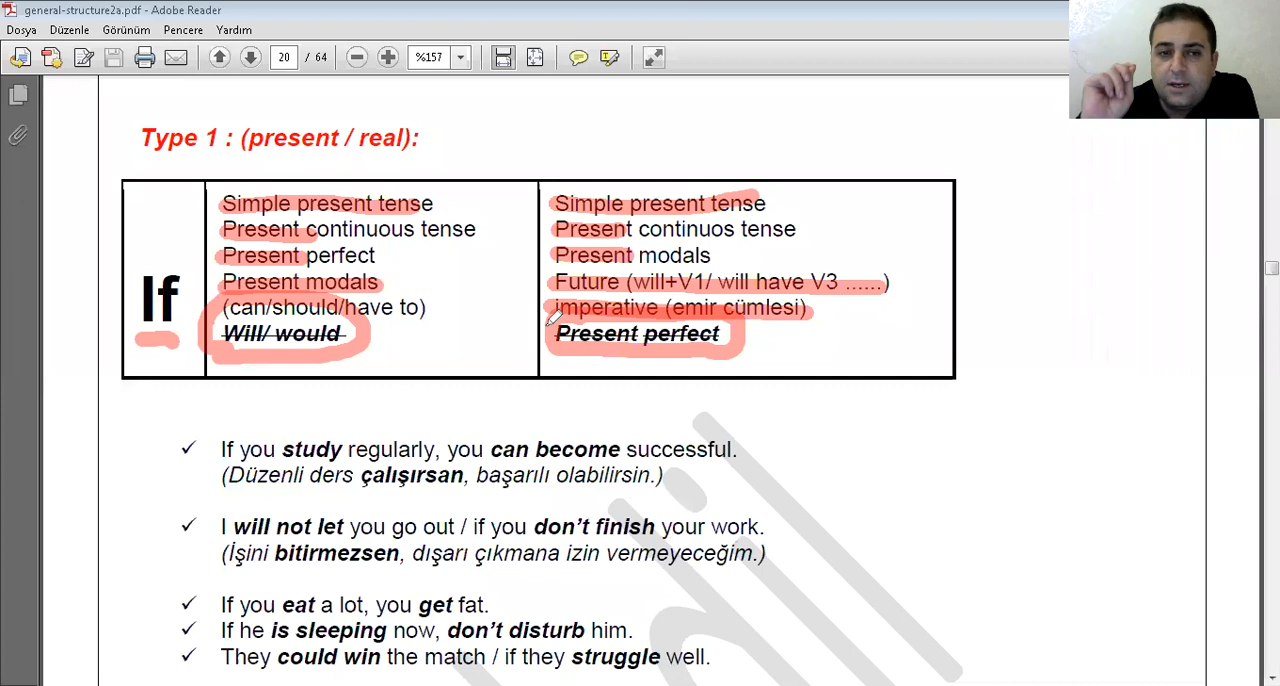 general-structure2a.pdf - Adobe Reader
Dosya Düzenle Görünüm Pencere Yardım
20 / 64 %157
Type 1 : (present / real):
If
Simple present tense
Present continuous tense
Present perfect
Present modals
(can/should/have to)
Will/ would
Simple present tense
Present continuos tense
Present modals
Future (will+V1/ will have V3 ......)
imperative (emir cümlesi)
Present perfect
✓ If you study regularly, you can become successful.
(Düzenli ders çalışırsan, başarılı olabilirsin.)
✓ I will not let you go out / if you don't finish your work.
(İşini bitirmezsen, dışarı çıkmana izin vermeyeceğim.)
✓ If you eat a lot, you get fat.
✓ If he is sleeping now, don't disturb him.
✓ They could win the match / if they struggle well.